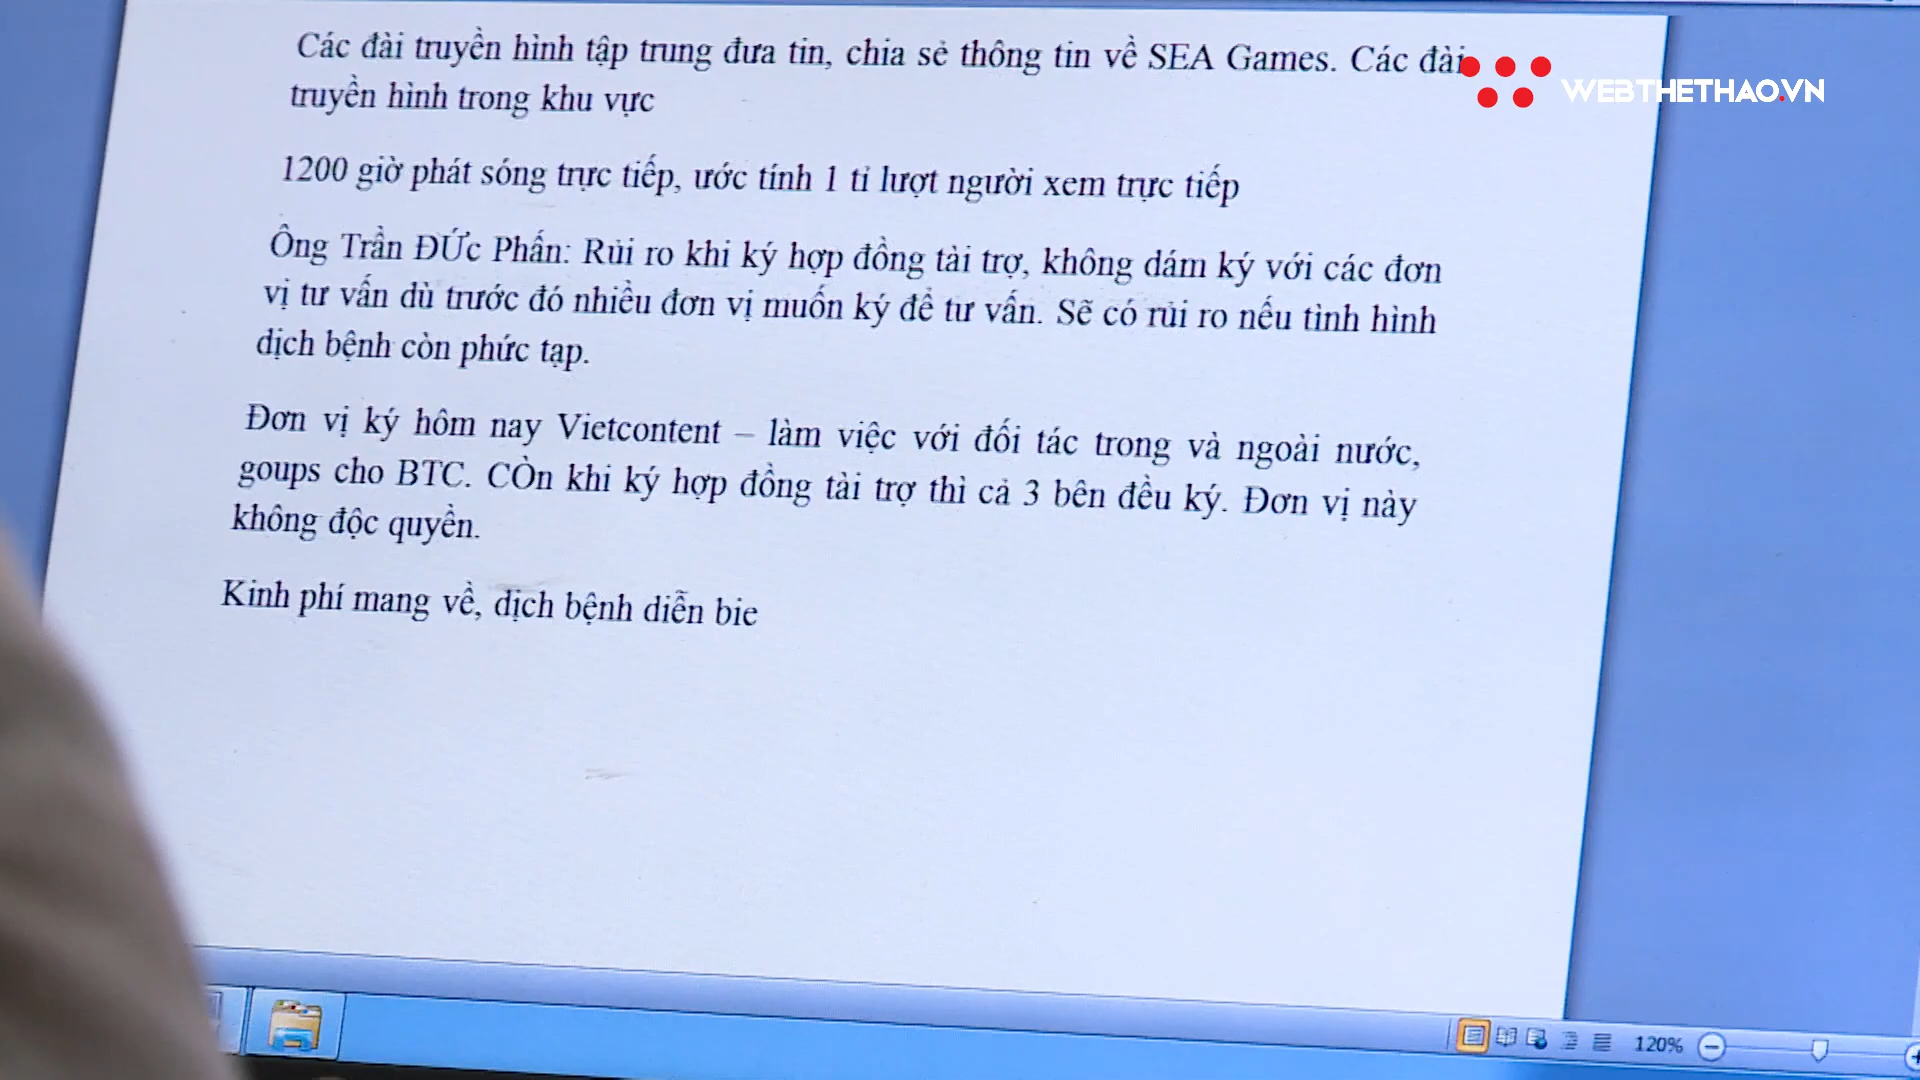 Các đài truyền hình tập trung đưa tin, chia sẻ thông tin về SEA Games. Các đài
truyền hình trong khu vực
WEBTHETHAO.VN
1200 giờ phát sóng trực tiếp, ước tính 1 tỉ lượt người xem trực tiếp
Ông Trần ĐỨc Phấn: Rủi ro khi ký hợp đồng tài trợ, không dám ký với các đơn
vị tư vấn dù trước đó nhiều đơn vị muốn ký để tư vấn. Sẽ có rủi ro nếu tình hình
dịch bệnh còn phức tạp.
Đơn vị ký hôm nay Vietcontent – làm việc với đối tác trong và ngoài nước,
goups cho BTC. CÒn khi ký hợp đồng tài trợ thì cả 3 bên đều ký. Đơn vị này
không độc quyền.
Kinh phí mang về, dịch bệnh diễn bie
120%